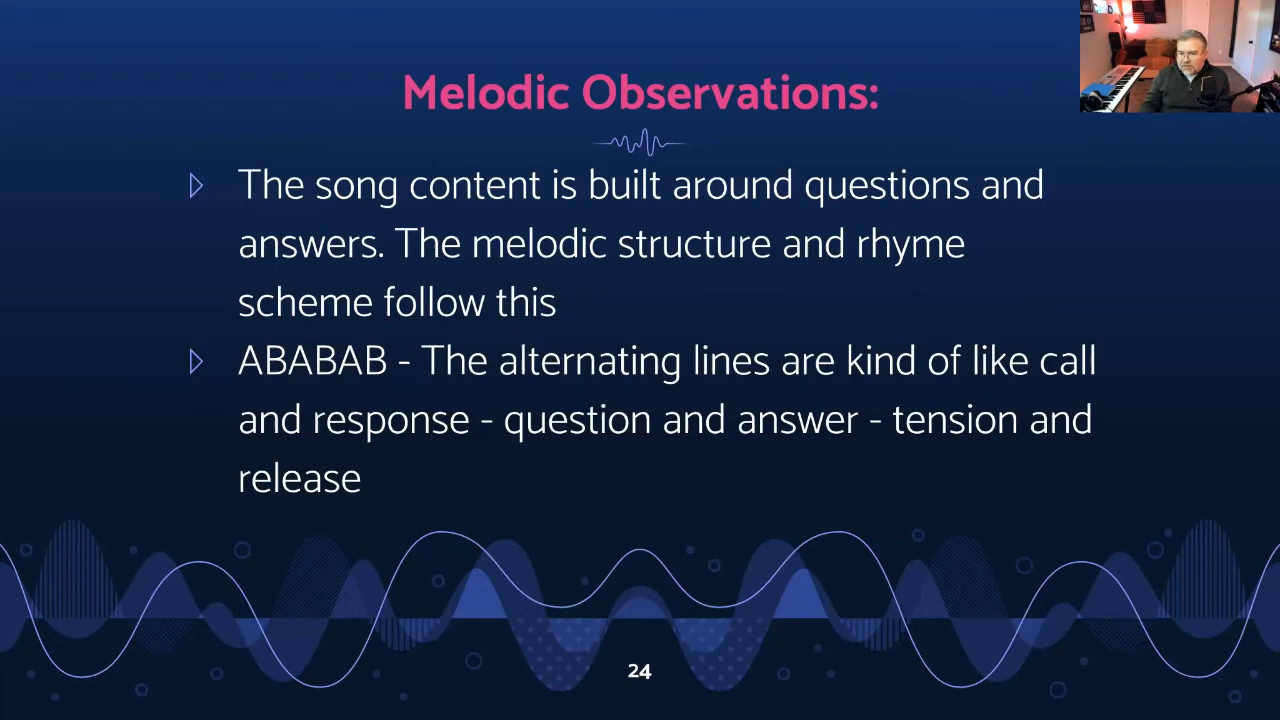 Melodic Observations:
The song content is built around questions and
answers. The melodic structure and rhyme
scheme follow this
ABABAB - The alternating lines are kind of like call
and response - question and answer - tension and
release
24